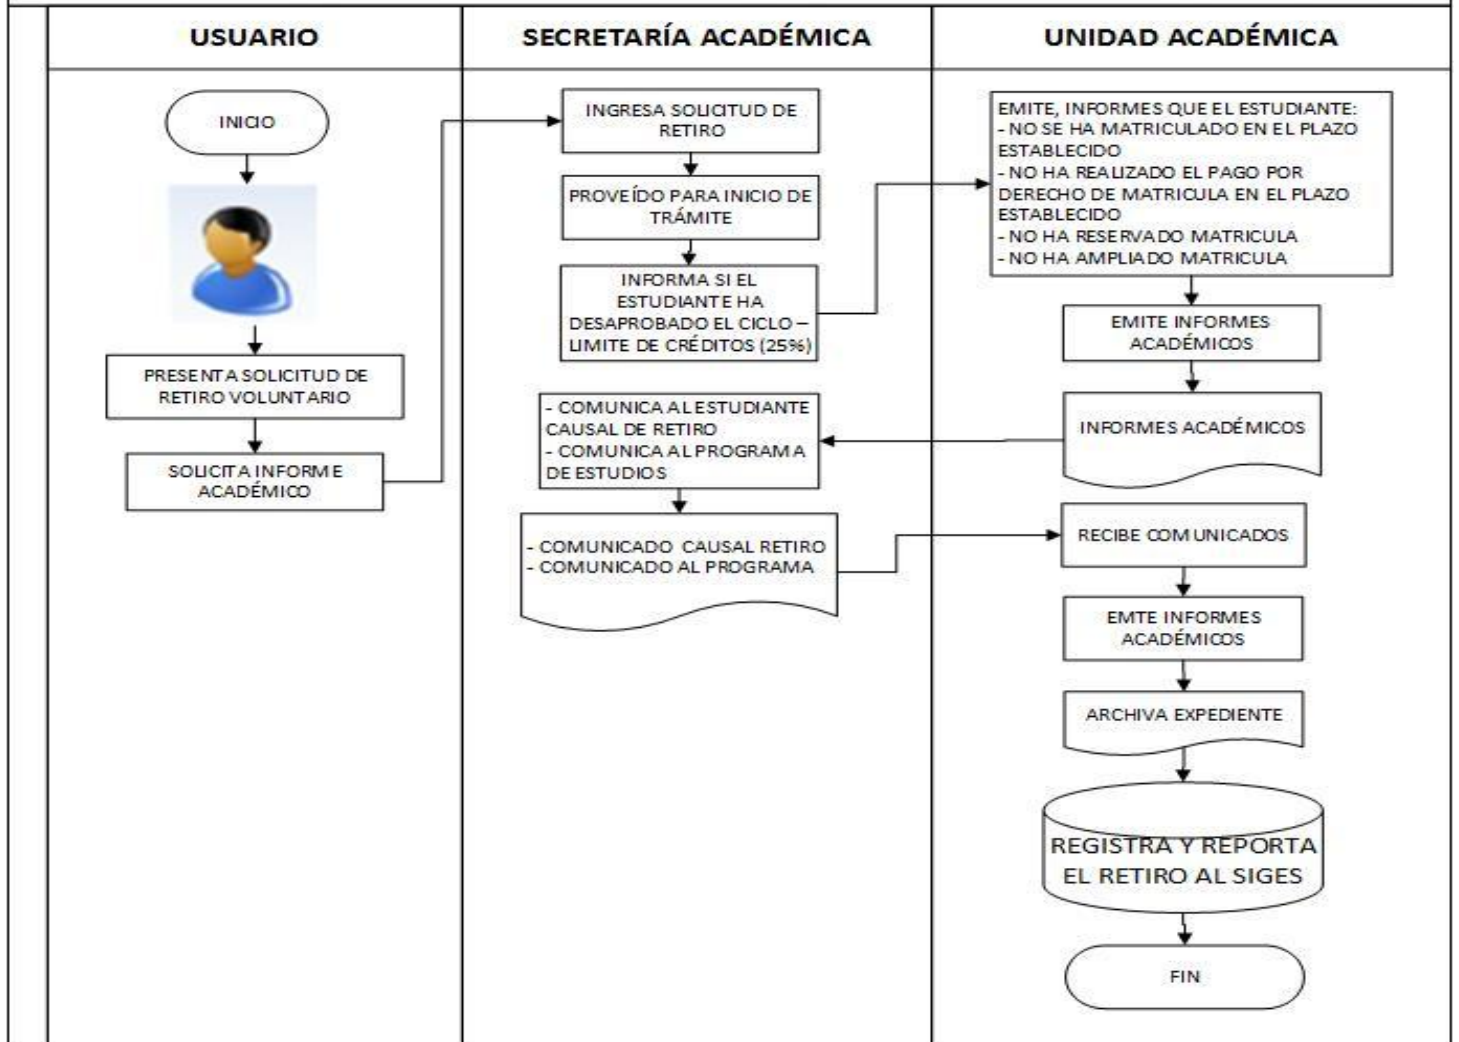 USUARIO
SECRETARÍA ACADÉMICA
UNIDAD ACADÉMICA
INICIO
PRESENTA SOLICITUD DE
RETIRO VOLUNTARIO
SOLICITA INFORME
ACADÉMICO
INGRESA SOLICITUD DE
RETIRO
PROVEÍDO PARA INICIO DE
TRÁMITE
INFORMA SI EL
ESTUDIANTE HA
DESAPROBADO EL CICLO –
LIMITE DE CRÉDITOS (25%)
EMITE, INFORMES QUE EL ESTUDIANTE:
- NO SE HA MATRICULADO EN EL PLAZO
ESTABLECIDO
- NO HA REALIZADO EL PAGO POR
DERECHO DE MATRICULA EN EL PLAZO
ESTABLECIDO
- NO HA RESERVADO MATRICULA
- NO HA AMPLIADO MATRICULA
EMITE INFORMES
ACADÉMICOS
INFORMES ACADÉMICOS
- COMUNICA AL ESTUDIANTE
CAUSAL DE RETIRO
- COMUNICA AL PROGRAMA
DE ESTUDIOS
- COMUNICADO CAUSAL RETIRO
- COMUNICADO AL PROGRAMA
RECIBE COMUNICADOS
EMTE INFORMES
ACADÉMICOS
ARCHIVA EXPEDIENTE
REGISTRA Y REPORTA
EL RETIRO AL SIGES
FIN